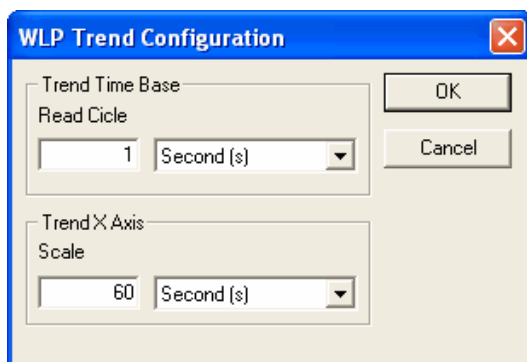 WLP Trend Configuration
Trend Time Base
Read Cicle
1 Second (s)
OK
Cancel
Trend X Axis
Scale
60 Second (s)